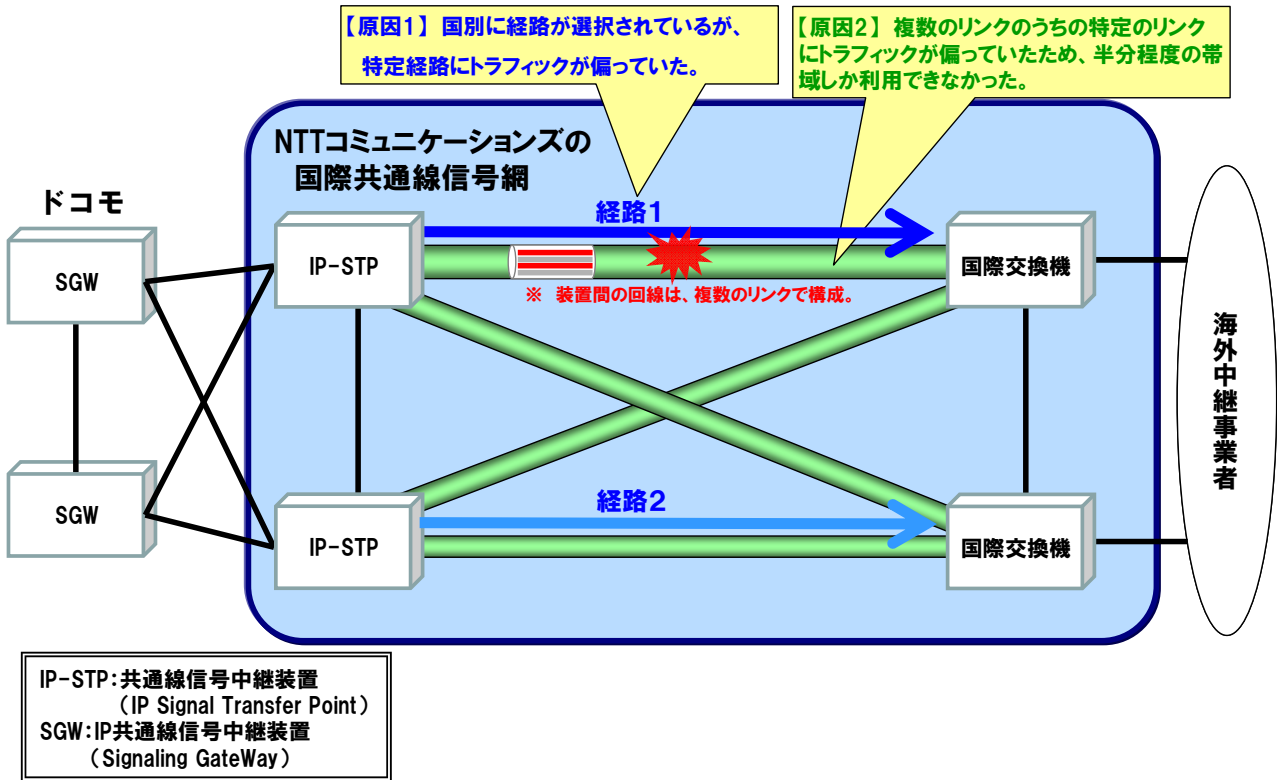 【原因1】 国別に経路が選択されているが、
特定経路にトラフィックが偏っていた。
【原因2】 複数のリンクのうちの特定のリンク
にトラフィックが偏っていたため、半分程度の帯
域しか利用できなかった。
NTTコミュニケーションズの
国際共通線信号網
ドコモ
経路1
SGW
IP-STP
国際交換機
※ 装置間の回線は、複数のリンクで構成。
海外中継事業者
経路2
SGW
IP-STP
国際交換機
IP-STP:共通線信号中継装置
(IP Signal Transfer Point)
SGW:IP共通線信号中継装置
(Signaling GateWay)